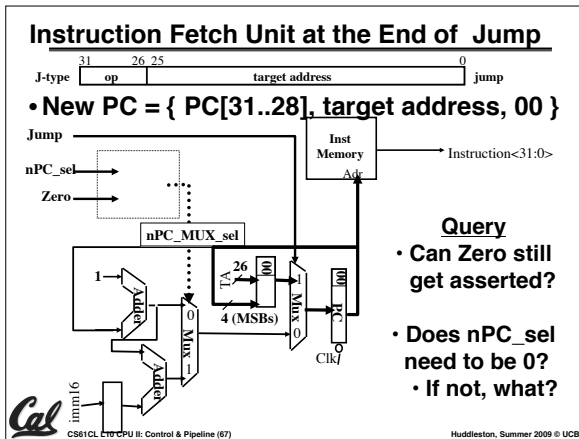 Instruction Fetch Unit at the End of Jump
31 26 25 0
J-type op target address jump
• New PC = { PC[31..28], target address, 00 }
Jump
Inst
Memory
Adr
Instruction<31:0>
nPC_sel
Zero
nPC_MUX_sel
Query
• Can Zero still
get asserted?
• Does nPC_sel
need to be 0?
• If not, what?
1
Adder
TA
26
00
4 (MSBs)
0
Mux
1
1
Mux
0
00
PC
Clk
Adder
imm16
Cal
CS61CL L10 CPU II: Control & Pipeline (67)
Huddleston, Summer 2009 © UCB